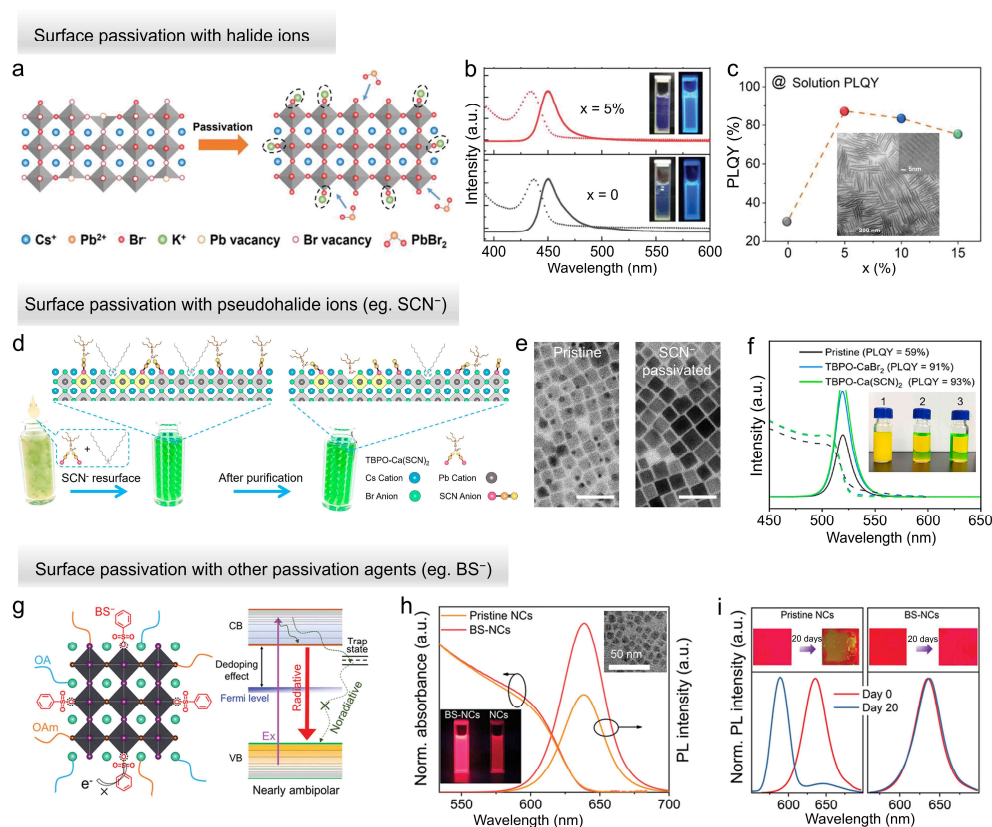 Surface passivation with halide ions
a
Passivation
Cs⁺ Pb²⁺ Br⁻ K⁺ Pb vacancy Br vacancy PbBr₂
b
Intensity (a.u.)
x = 5%
x = 0
400 450 500 550 600
Wavelength (nm)
c
@ Solution PLQY
PLQY (%)
100
80
60
40
20
5nm
200 nm
0 5 10 15
x (%)
Surface passivation with pseudohalide ions (eg. SCN⁻)
d
+
SCN⁻ resurface
After purification
TBPO-Ca(SCN)₂
Cs Cation Pb Cation
Br Anion SCN Anion
e
Pristine
SCN⁻
passivated
f
Intensity (a.u.)
Pristine (PLQY = 59%)
TBPO-CaBr₂ (PLQY = 91%)
TBPO-Ca(SCN)₂ (PLQY = 93%)
1 2 3
450 500 550 600 650
Wavelength (nm)
Surface passivation with other passivation agents (eg. BS⁻)
g
BS⁻
OA
OAm
e⁻
CB
Trap
state
Dedoping
effect
Fermi level
Radiative
Noradiative
Ex
VB
Nearly ambipolar
h
Norm. absorbance (a.u.)
Pristine NCs
BS-NCs
50 nm
BS-NCs NCs
PL intensity (a.u.)
550 600 650 700
Wavelength (nm)
i
Norm. PL intensity (a.u.)
Pristine NCs
20 days
BS-NCs
20 days
Day 0
Day 20
600 650 600 650
Wavelength (nm)